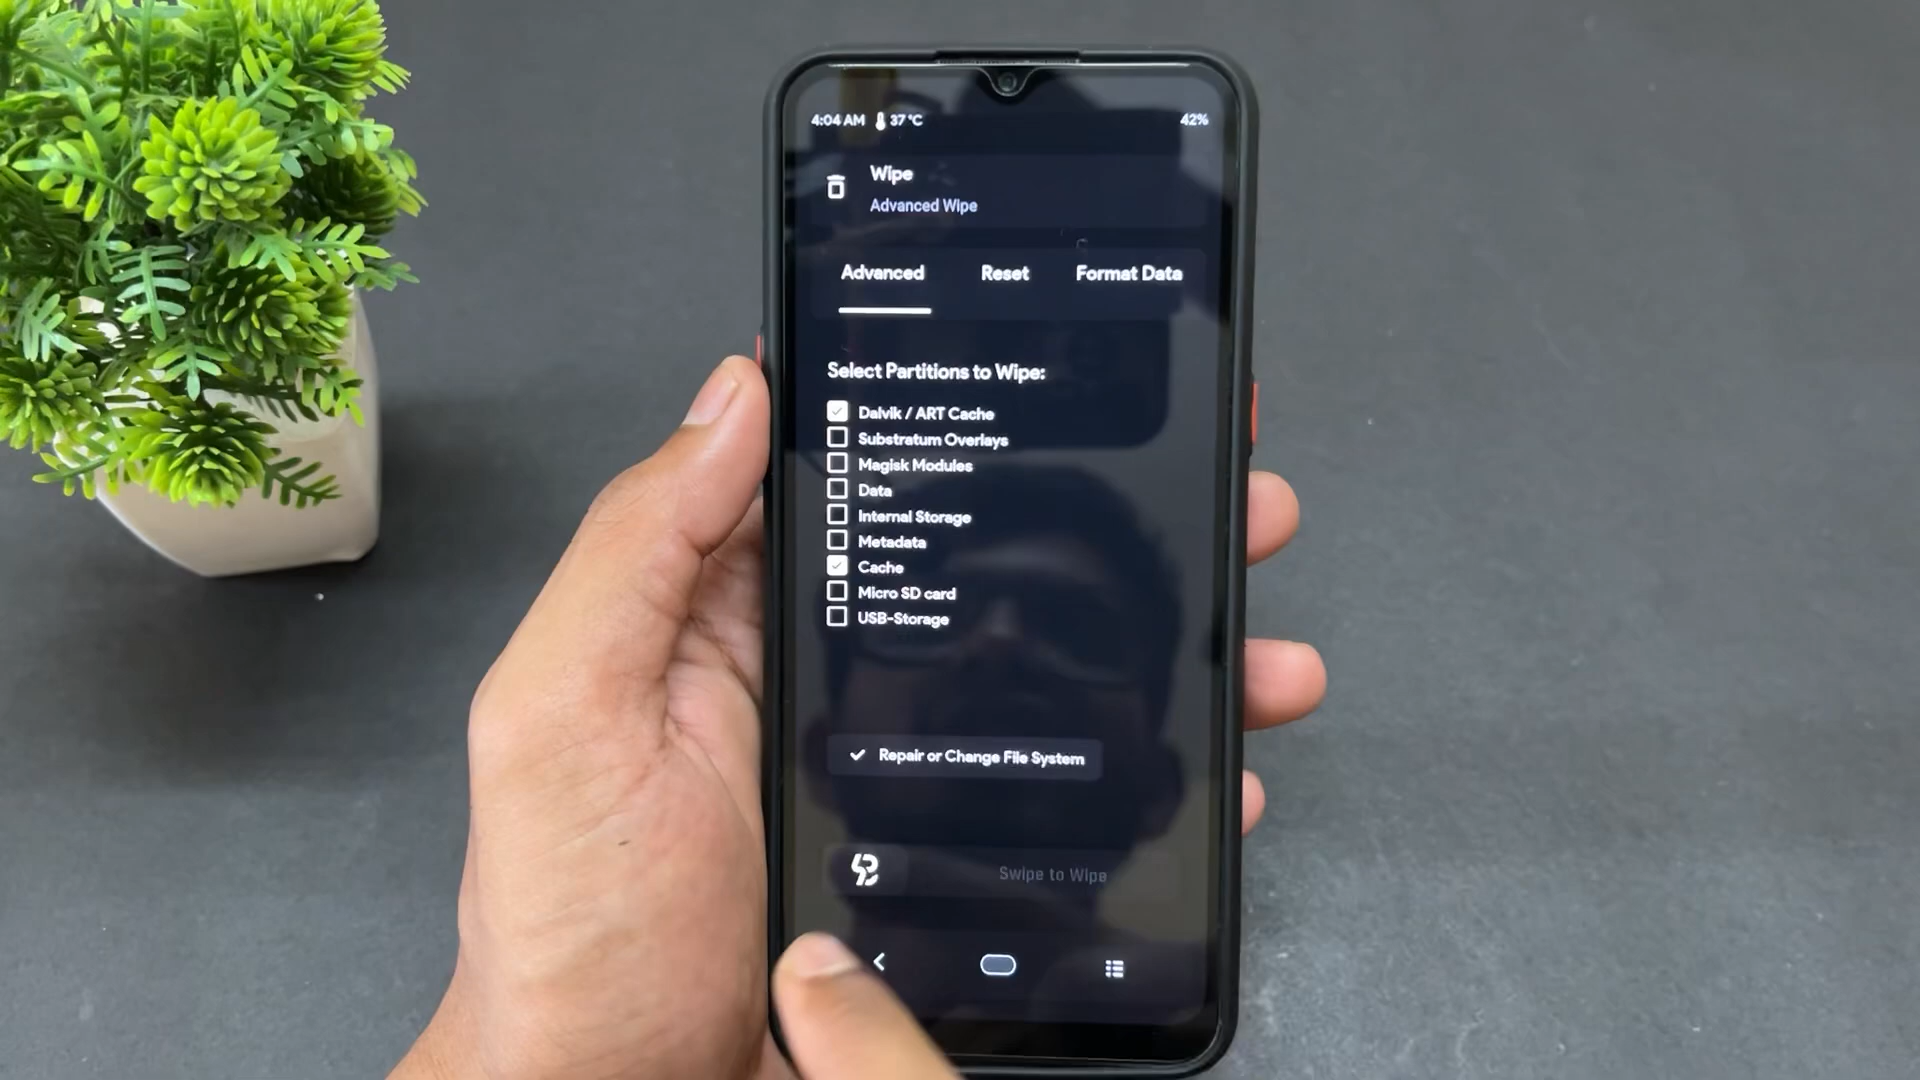 4:04 AM 37 °C 42%
Wipe
Advanced Wipe
Advanced Reset Format Data
Select Partitions to Wipe:
Dalvik / ART Cache
Substratum Overlays
Magisk Modules
Data
Internal Storage
Metadata
Cache
Micro SD card
USB-Storage
Repair or Change File System
Swipe to Wipe